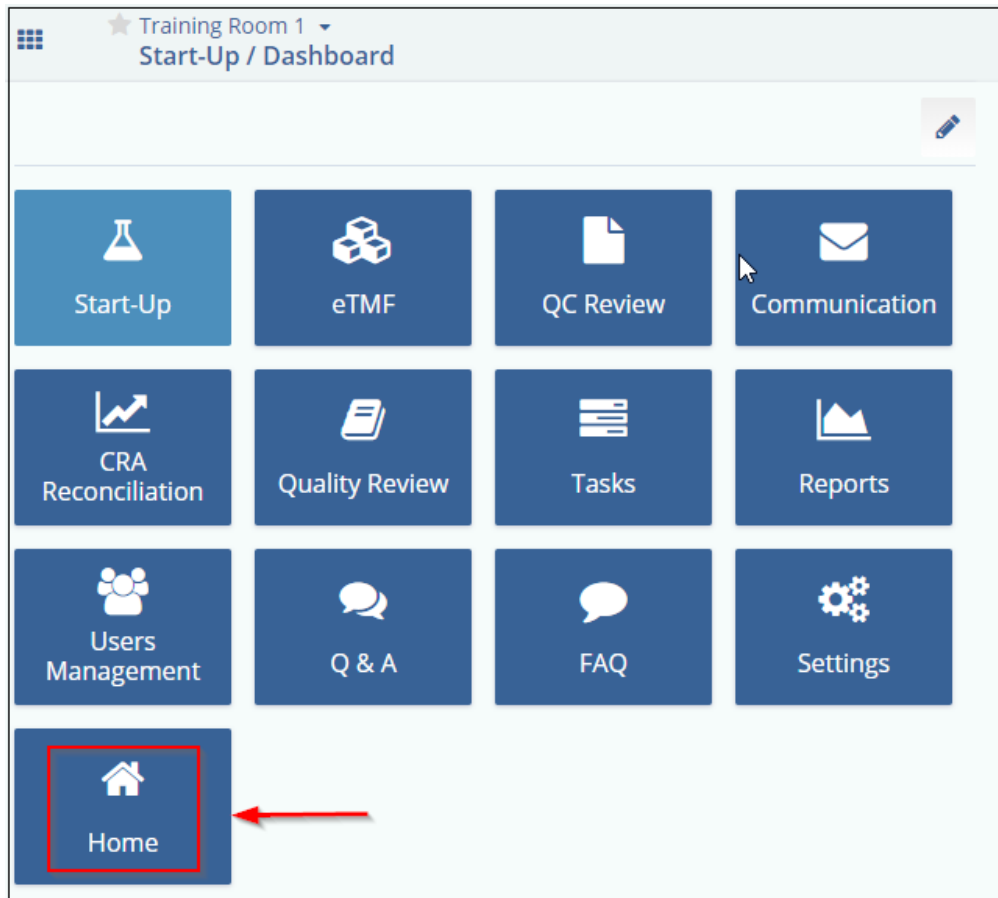 Training Room 1
Start-Up / Dashboard
Start-Up
eTMF
QC Review
Communication
CRA
Reconciliation
Quality Review
Tasks
Reports
Users
Management
Q & A
FAQ
Settings
Home